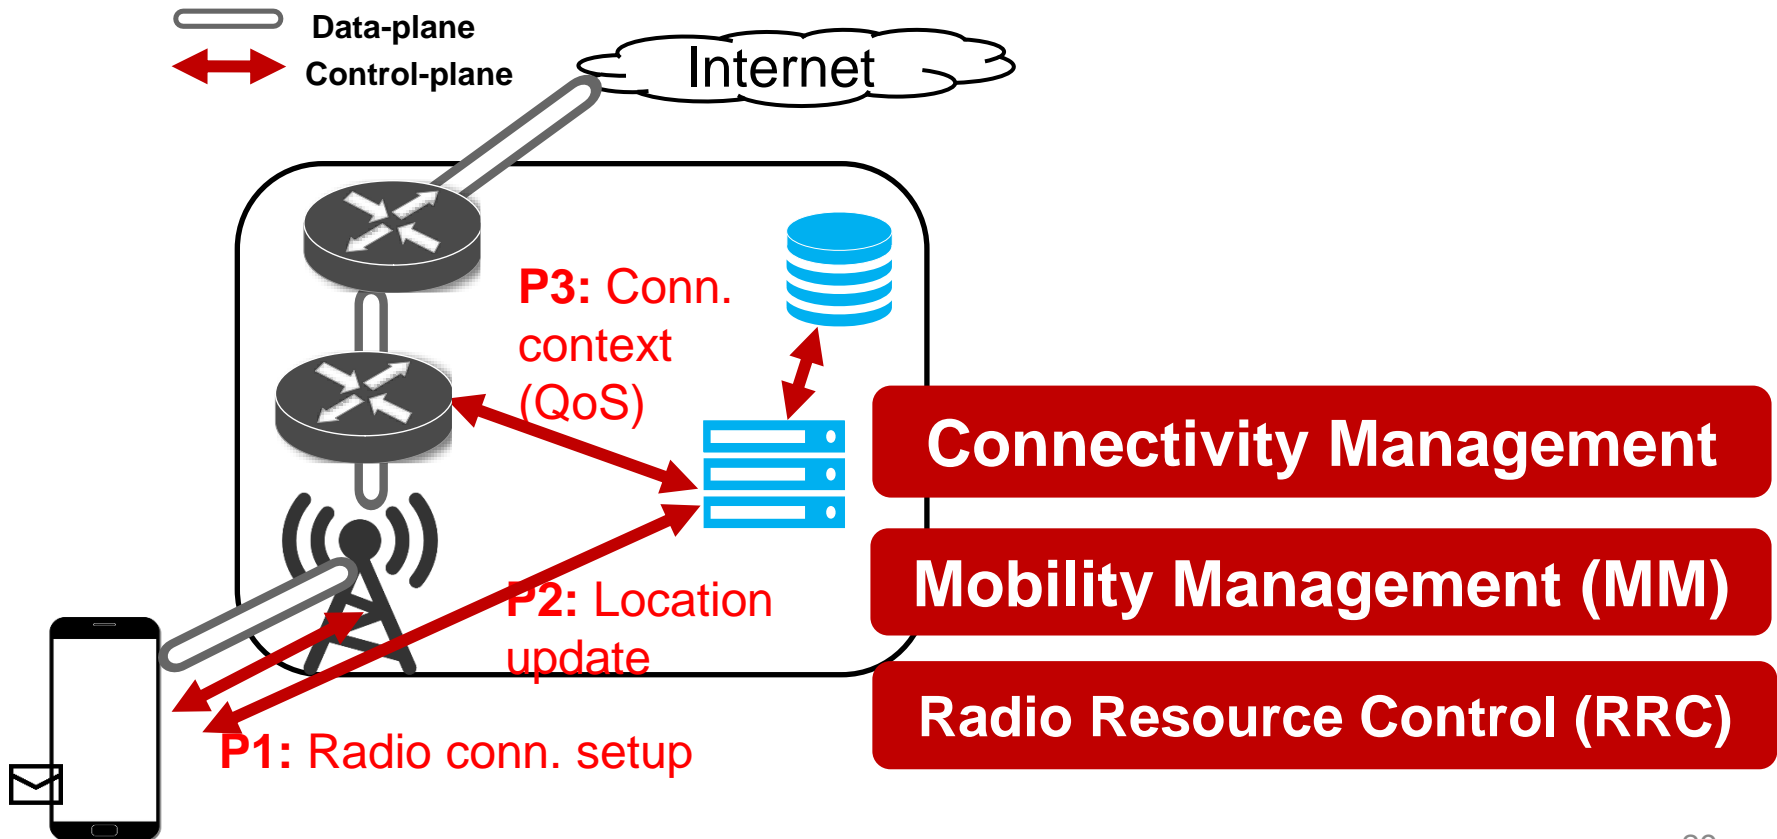 Data-plane
Control-plane
Internet
P3: Conn.
context
(QoS)
Connectivity Management
Mobility Management (MM)
P2: Location
update
Radio Resource Control (RRC)
P1: Radio conn. setup